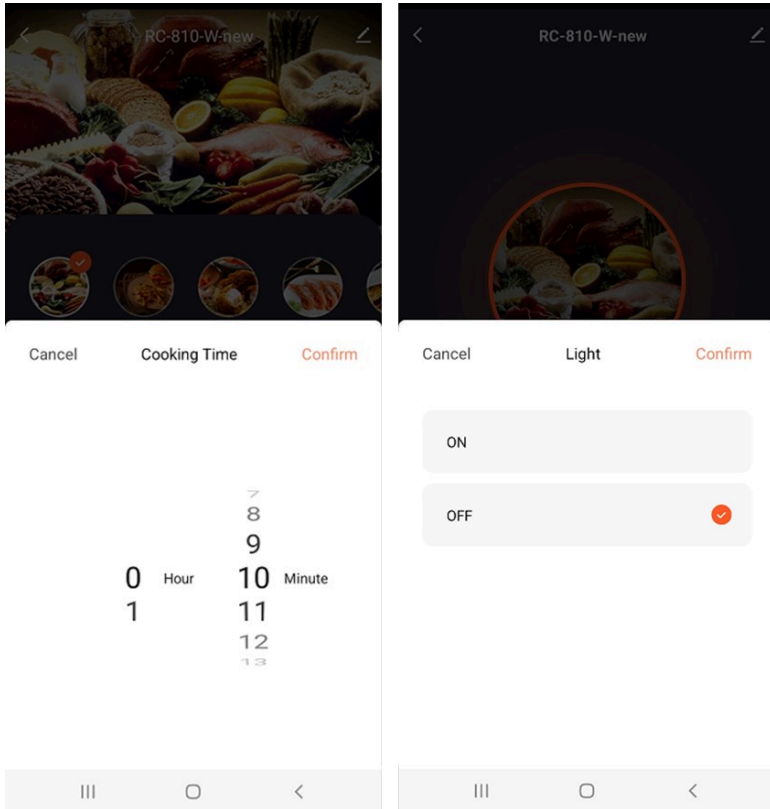 RC-810-W-new
Cancel Cooking Time Confirm
7
8
9
0 Hour 10 Minute
1 11
12
13
RC-810-W-new
Cancel Light Confirm
ON
OFF